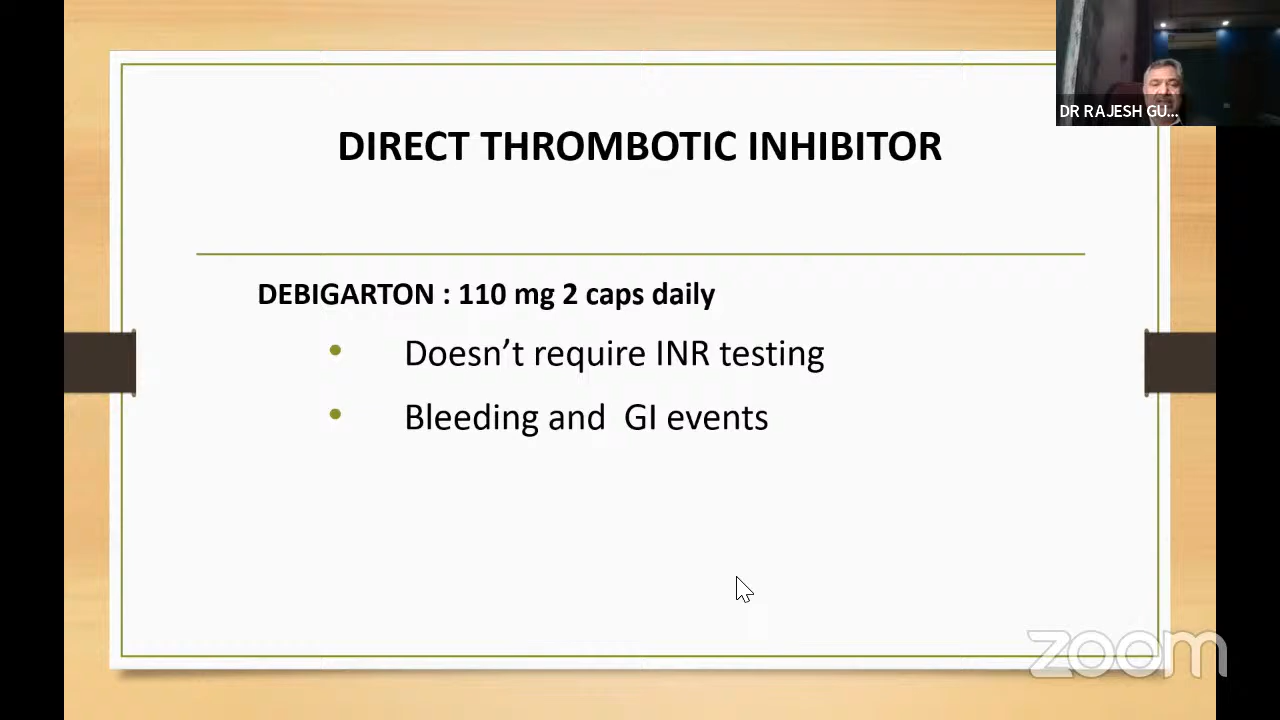 DIRECT THROMBOTIC INHIBITOR
DEBIGARTON : 110 mg 2 caps daily
Doesn't require INR testing
Bleeding and GI events
DR RAJESH GU...
zoom